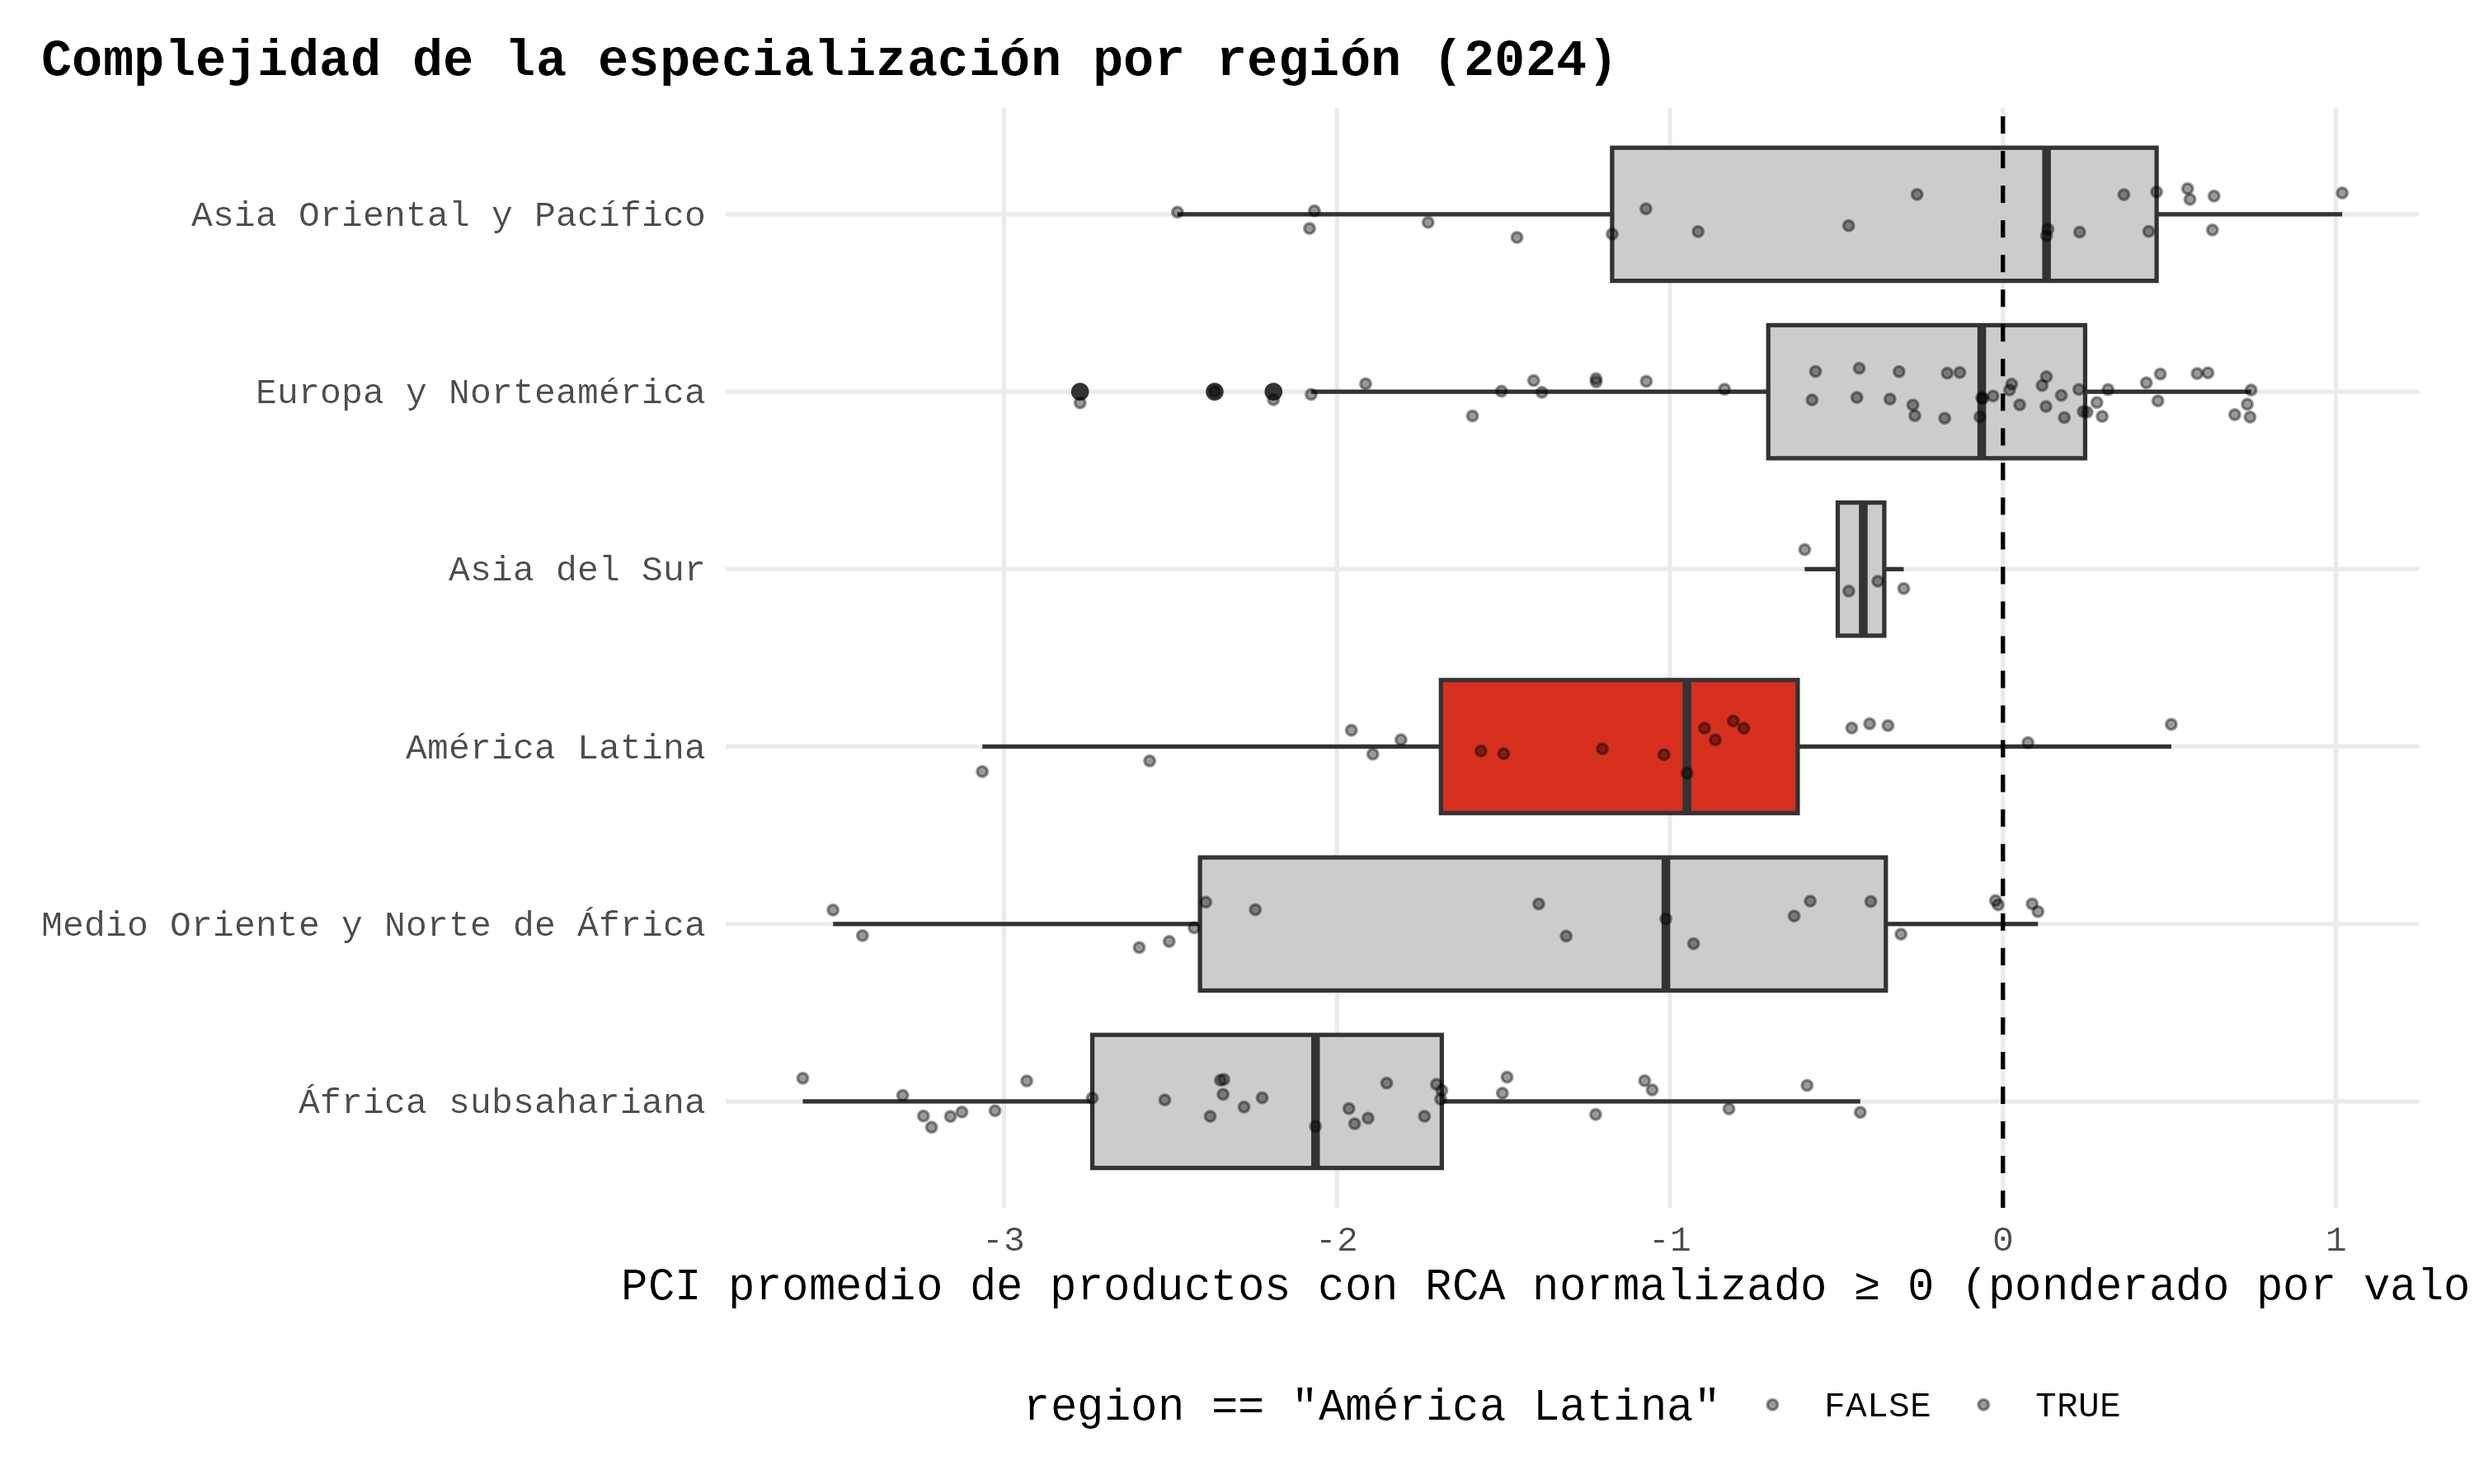 Complejidad de la especialización por región (2024)
Asia Oriental y Pacífico
Europa y Norteamérica
Asia del Sur
América Latina
Medio Oriente y Norte de África
África subsahariana
-3 -2 -1 0 1
PCI promedio de productos con RCA normalizado ≥ 0 (ponderado por valo
region == "América Latina" FALSE TRUE